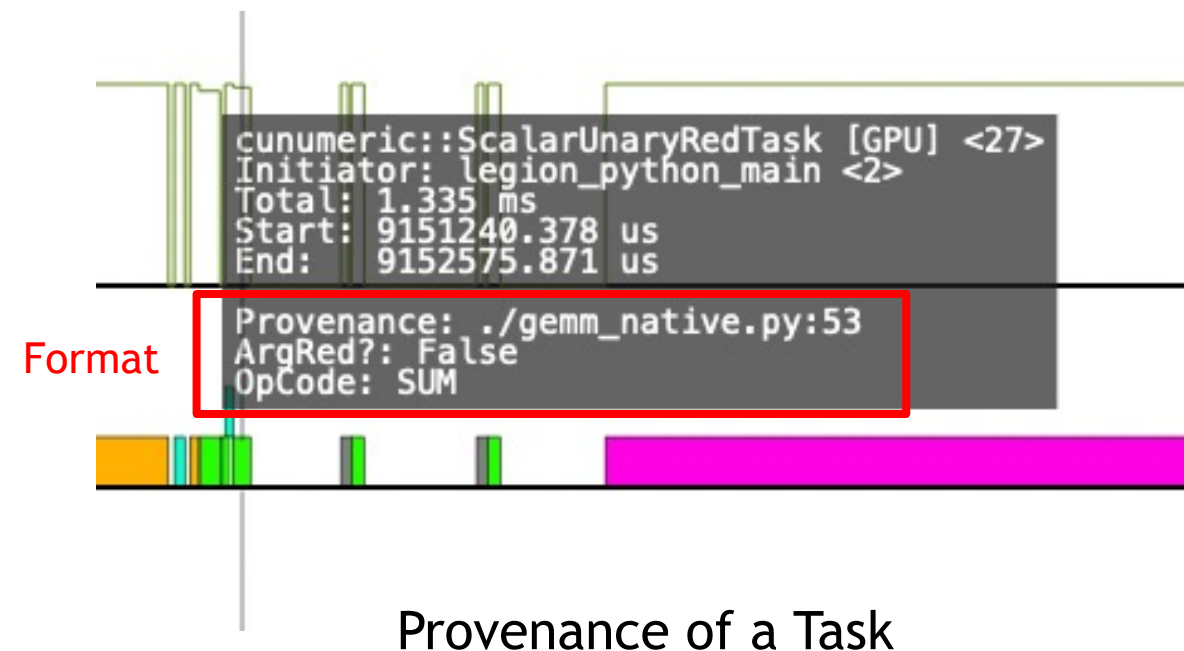 cunumeric::ScalarUnaryRedTask [GPU] <27>
Initiator: legion_python_main <2>
Total: 1.335 ms
Start: 9151240.378 us
End: 9152575.871 us
Provenance: ./gemm_native.py:53
Format
ArgRed?: False
OpCode: SUM
Provenance of a Task